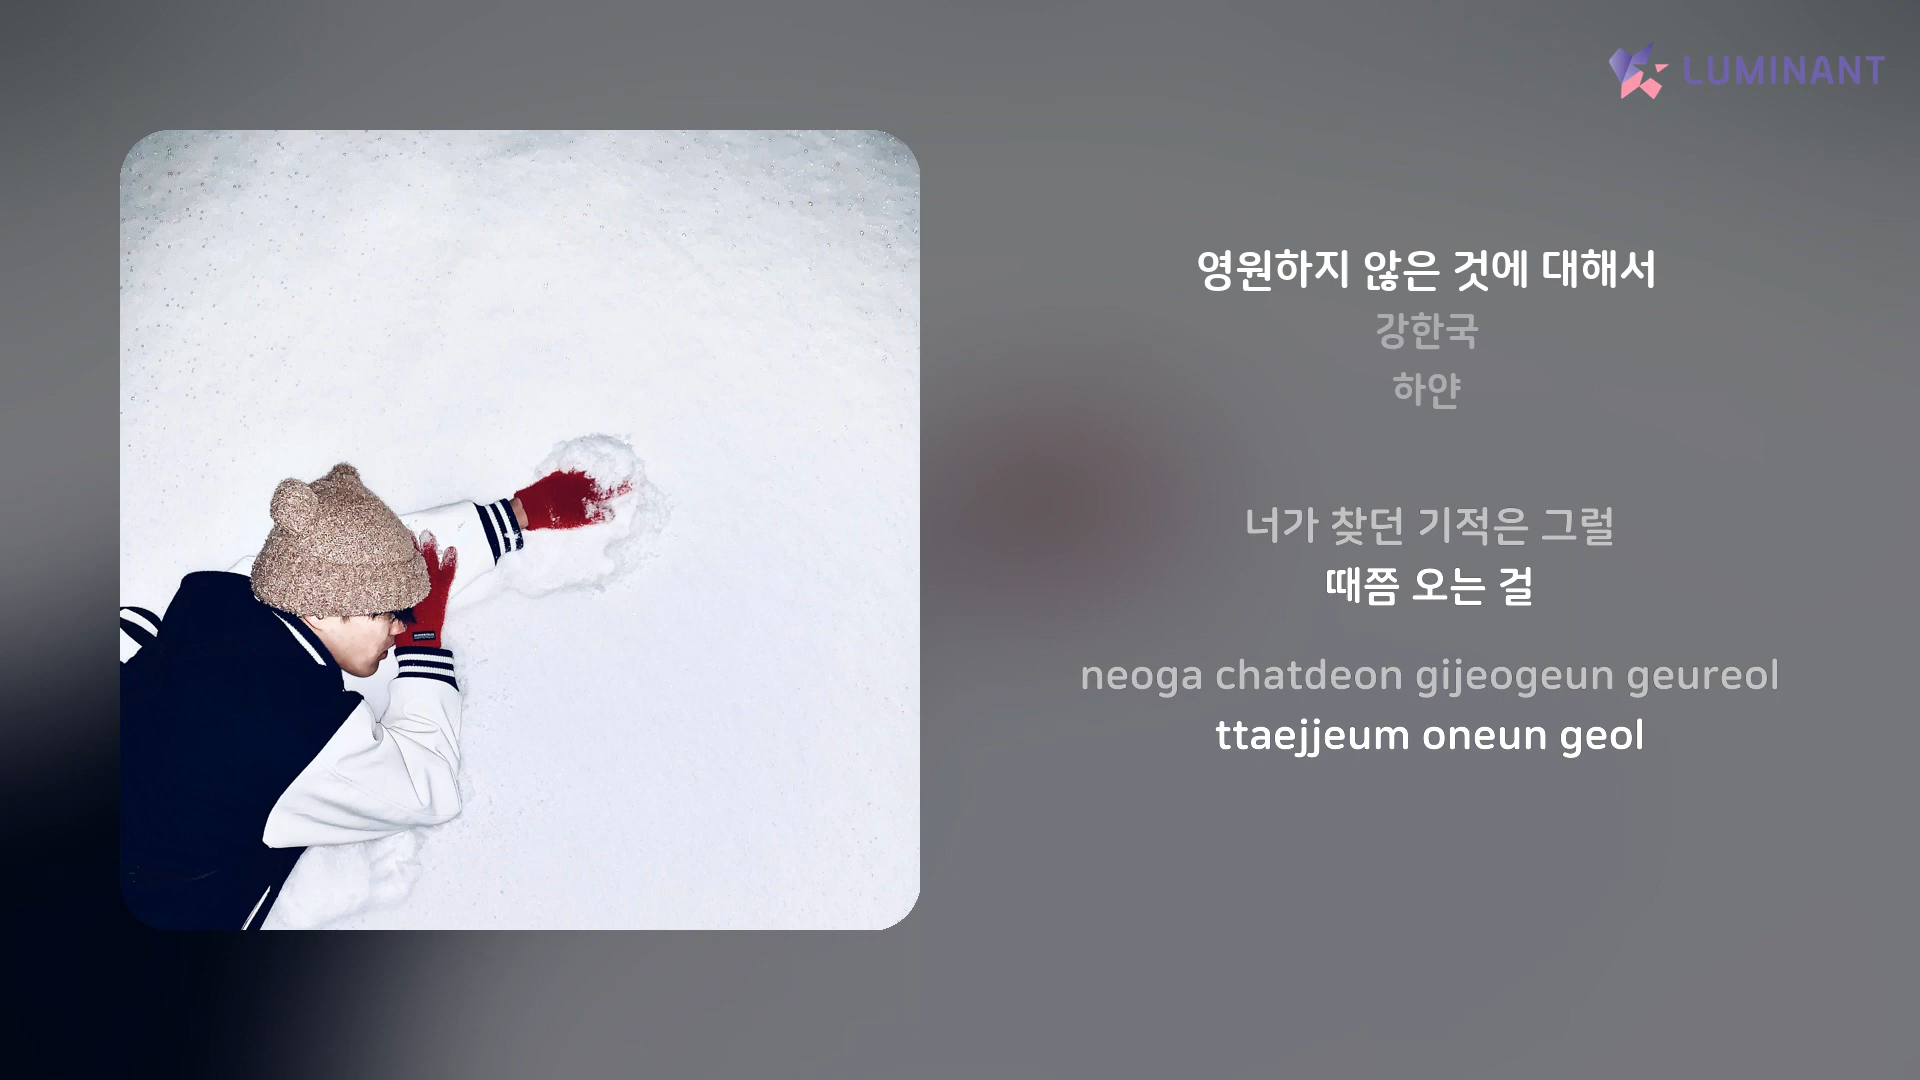 LUMINANT
영원하지 않은 것에 대해서
강한국
하얀
너가 찾던 기적은 그럴
때쯤 오는 걸
neoga chatdeon gijeogeun geureol
ttaejjeum oneun geol